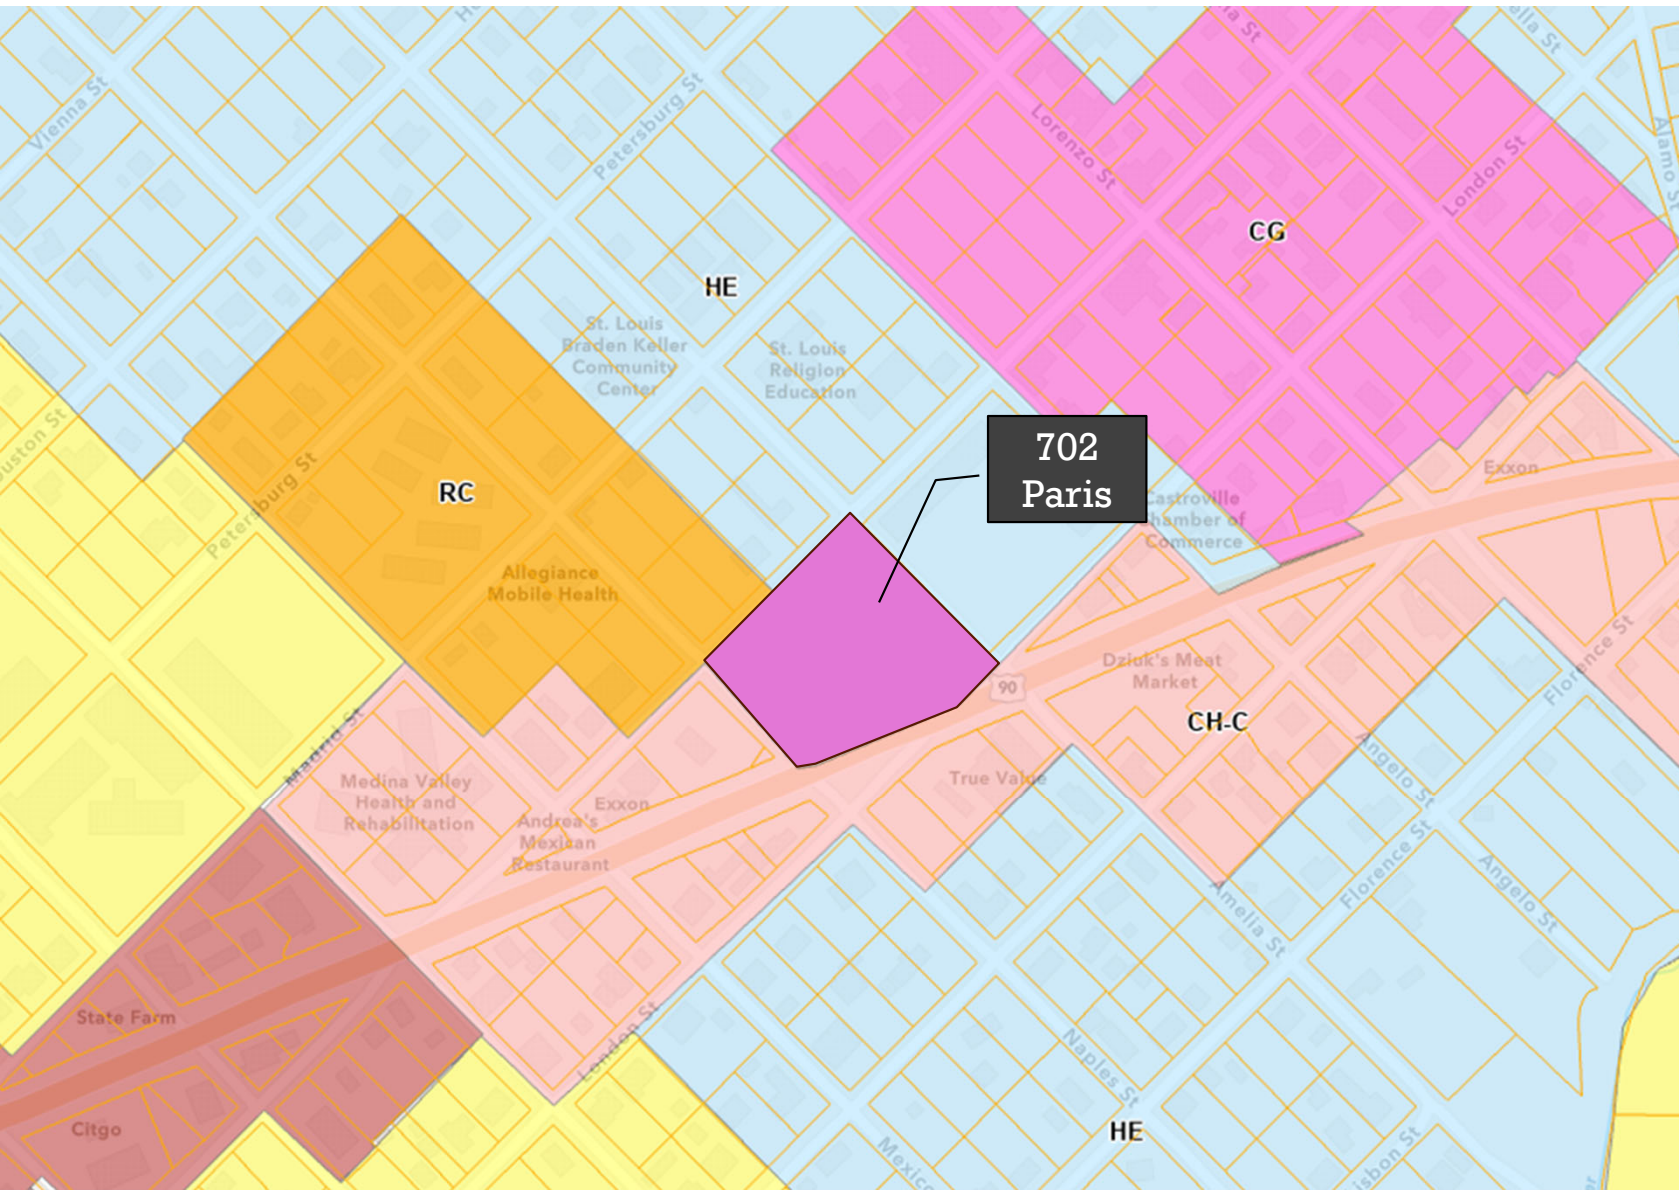 Vienna St
Petersburg St
Lorenzo St
London St
Alamo St
CG
HE
St. Louis
Braden Keller
Community
Center
St. Louis
Religion
Education
702
Paris
Petersburg St
RC
Exxon
Castroville
Chamber of
Commerce
Allegiance
Mobile Health
Florence St
Dziuk's Meat
Market
90
CH-C
Madrid St
Medina Valley
Health and
Rehabilitation
True Value
Exxon
Andrea's
Mexican
Restaurant
Angelo St
Florence St
Angelo St
Amelia St
State Farm
London St
Naples St
Citgo
HE